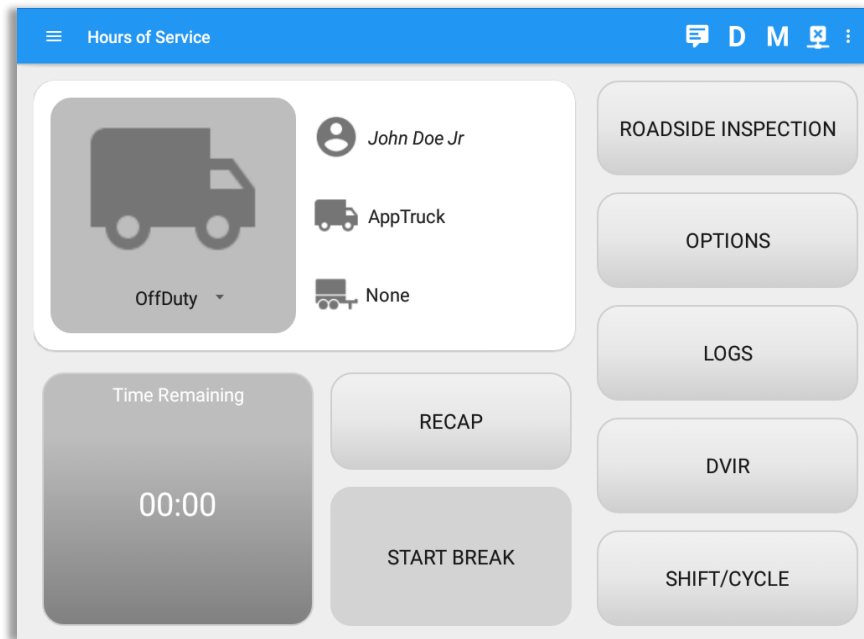 Hours of Service
D M
John Doe Jr
AppTruck
None
OffDuty
Time Remaining
00:00
RECAP
START BREAK
ROADSIDE INSPECTION
OPTIONS
LOGS
DVIR
SHIFT/CYCLE